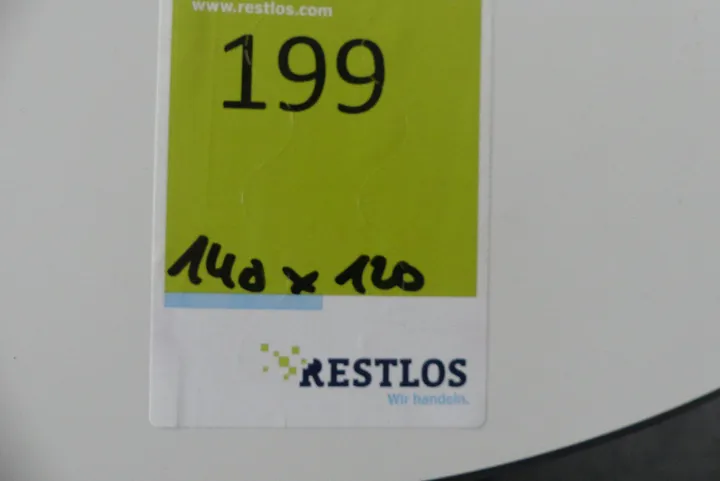 www.restlos.com
199
140 x 120
RESTLOS
Wir handeln.